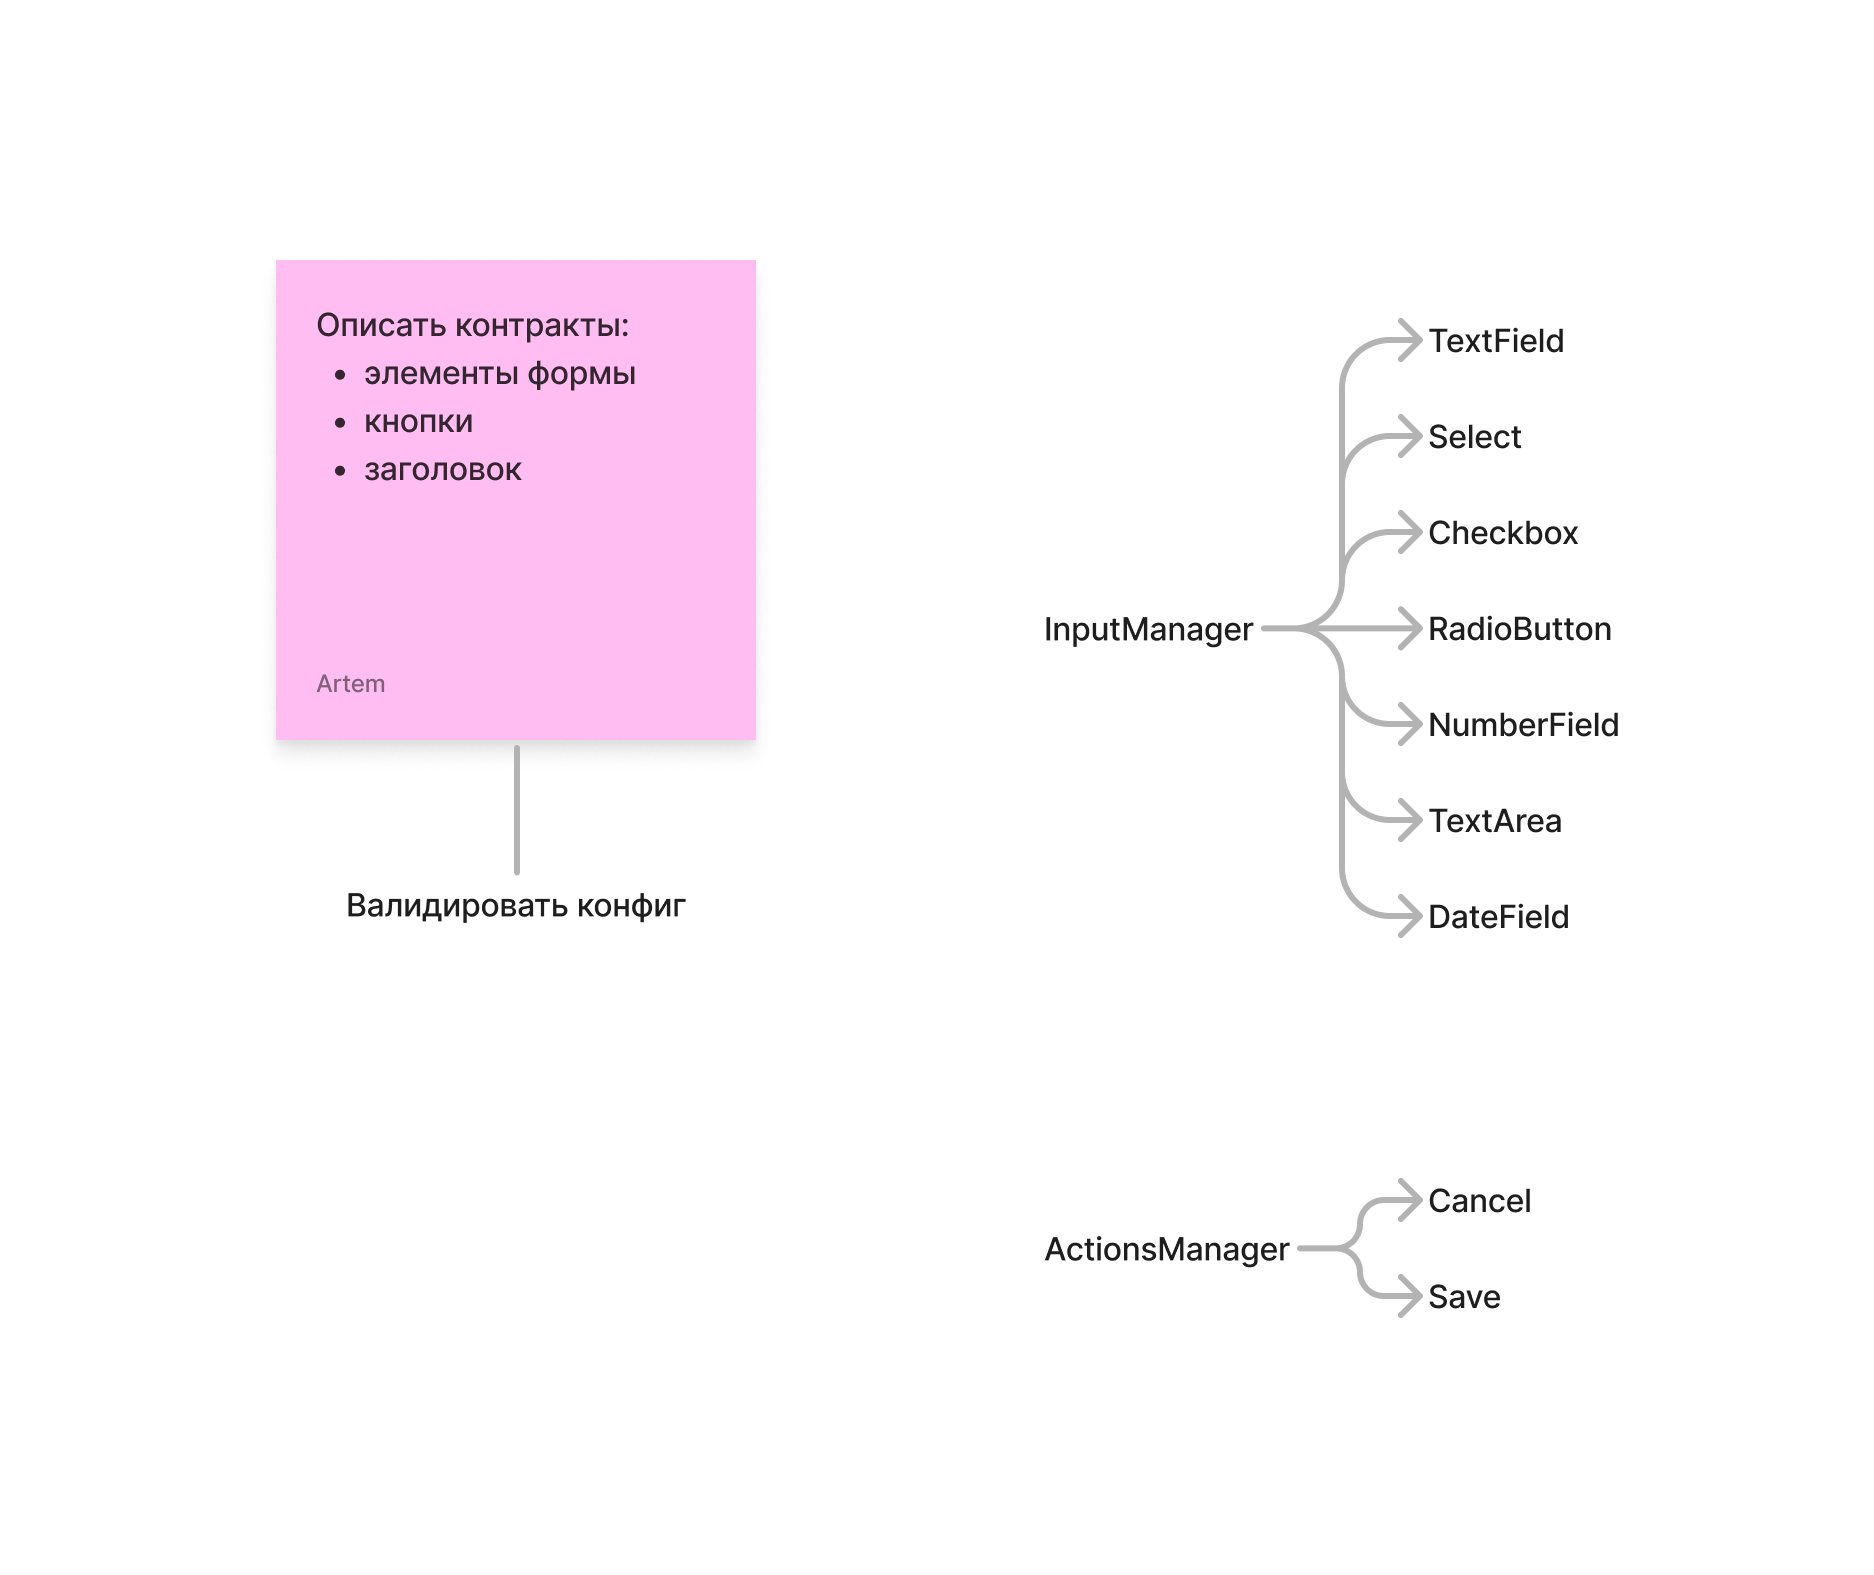 Описать контракты:
• элементы формы
• кнопки
• заголовок
Artem
Валидировать конфиг
InputManager
TextField
Select
Checkbox
RadioButton
NumberField
TextArea
DateField
ActionsManager
Cancel
Save